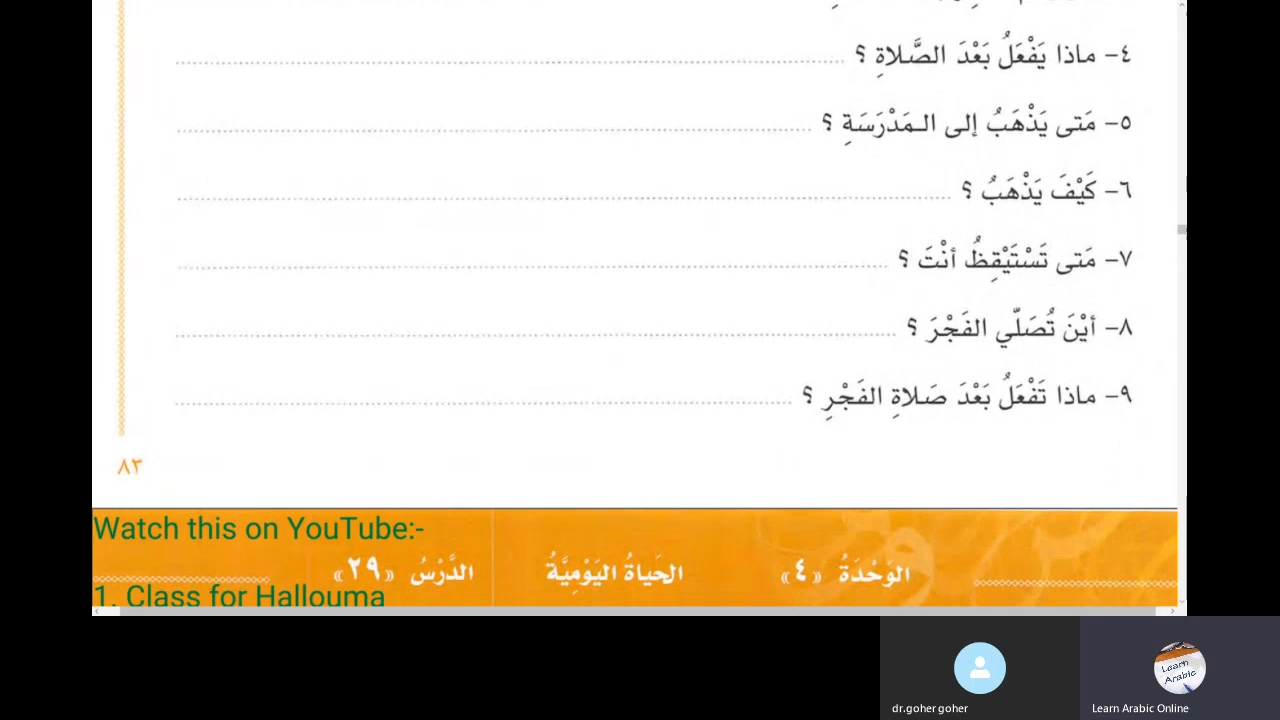 ٤- ماذا يَفْعَلُ بَعْدَ الصَّلاةِ ؟
٥- مَتى يَذْهَبُ إلى الـمَدْرَسَةِ ؟
٦- كَيْفَ يَذْهَبُ ؟
٧- مَتى تَسْتَيْقِظُ أنْتَ ؟
٨- أيْنَ تُصَلّي الفَجْرَ ؟
٩- ماذا تَفْعَلُ بَعْدَ صَلاةِ الفَجْرِ ؟
٨٣
Watch this on YouTube:-
الوَحْدَةُ «٤» الحَياةُ اليَوْمِيَّةُ الدَّرْسُ «٢٩»
1. Class for Hallouma
dr.goher goher
Learn Arabic
Learn Arabic Online